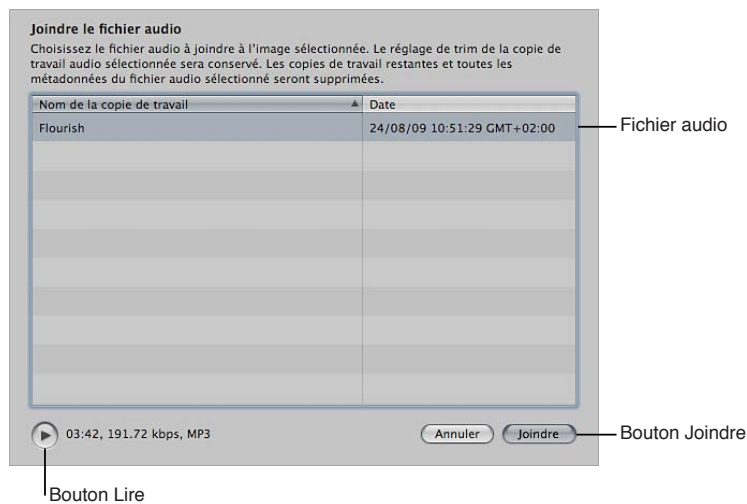 Joindre le fichier audio
Choisissez le fichier audio à joindre à l'image sélectionnée. Le réglage de trim de la copie de
travail audio sélectionnée sera conservé. Les copies de travail restantes et toutes les
métadonnées du fichier audio sélectionné seront supprimées.
Nom de la copie de travail Date
Flourish 24/08/09 10:51:29 GMT+02:00
Fichier audio
03:42, 191.72 kbps, MP3
Annuler Joindre
Bouton Joindre
Bouton Lire